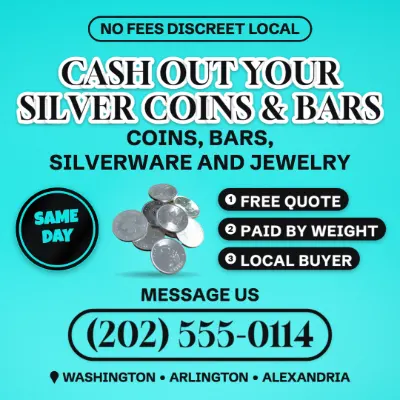 NO FEES DISCREET LOCAL
CASH OUT YOUR
SILVER COINS & BARS
COINS, BARS,
SILVERWARE AND JEWELRY
SAME
DAY
1 FREE QUOTE
2 PAID BY WEIGHT
3 LOCAL BUYER
MESSAGE US
(202) 555-0114
WASHINGTON • ARLINGTON • ALEXANDRIA